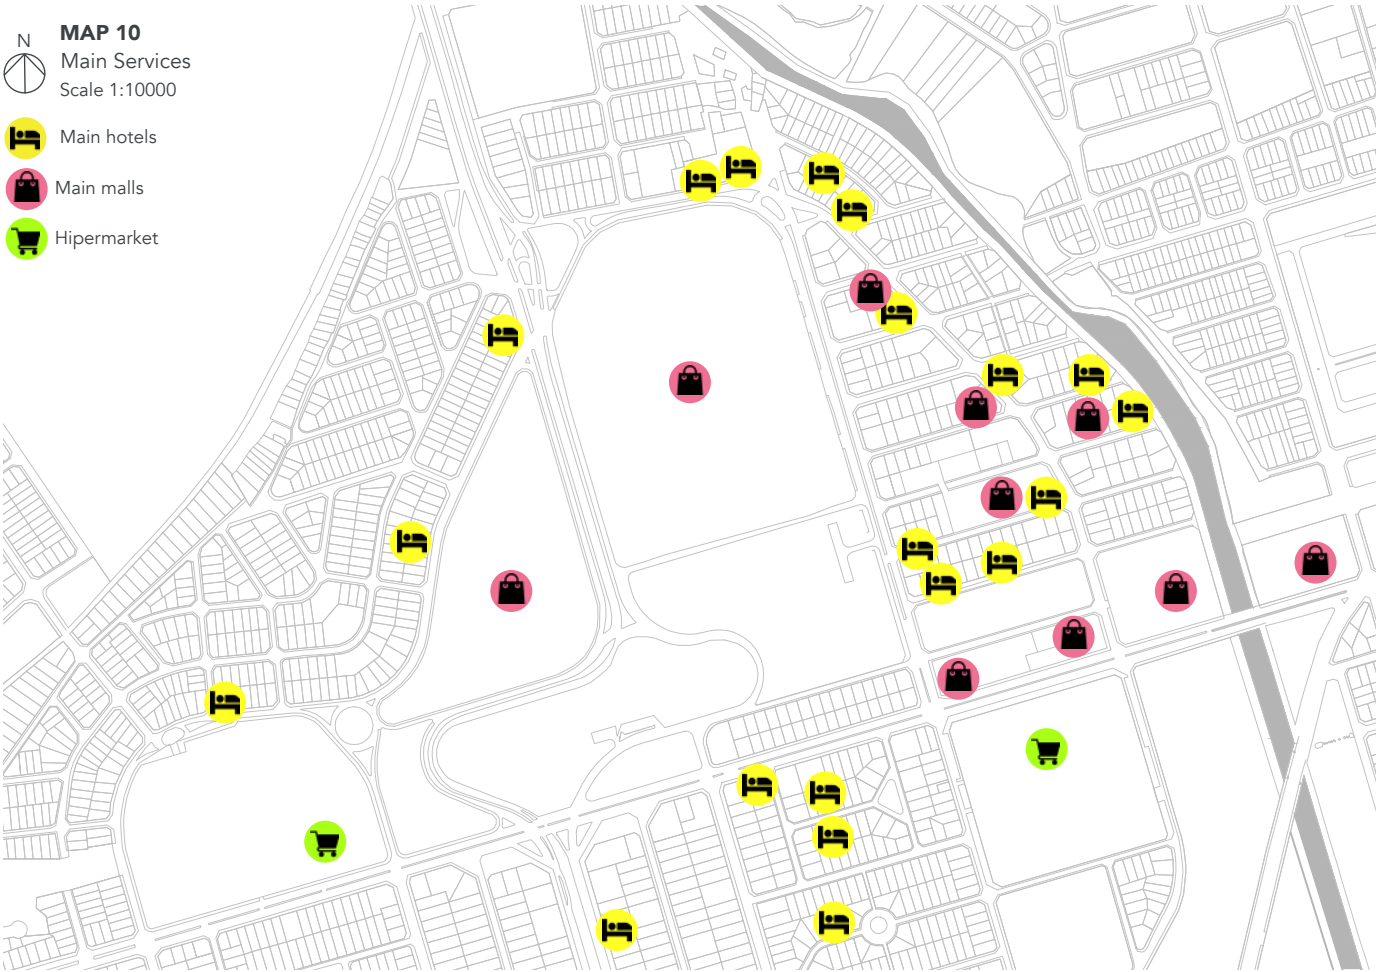 MAP 10
N
Main Services
Scale 1:10000
Main hotels
Main malls
Hipermarket